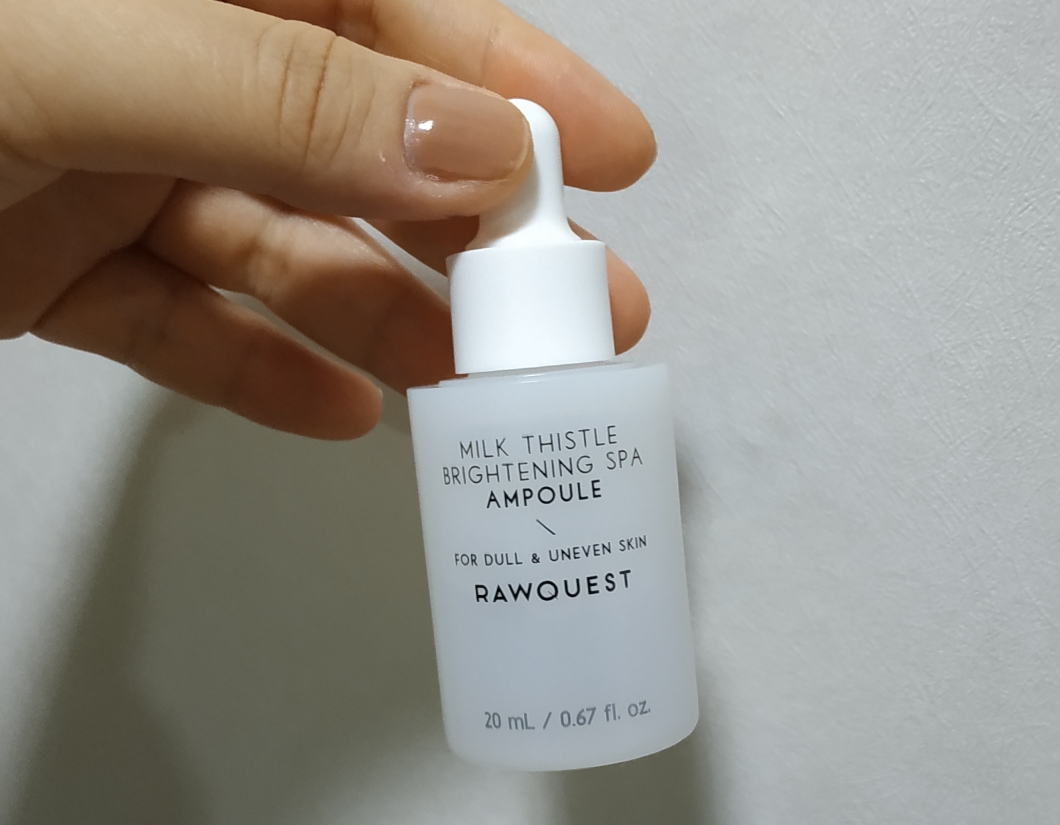 MILK THISTLE
BRIGHTENING SPA
AMPOULE
FOR DULL & UNEVEN SKIN
RAWQUEST
20 mL / 0.67 fl. oz.